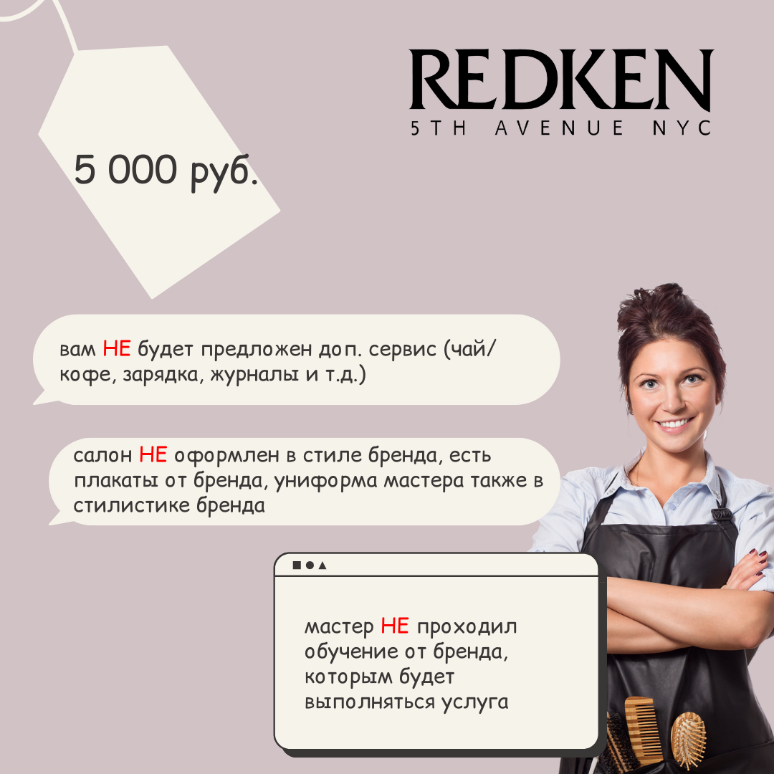 REDKEN
5TH AVENUE NYC
5 000 руб.
вам НЕ будет предложен доп. сервис (чай/
кофе, зарядка, журналы и т.д.)
салон НЕ оформлен в стиле бренда, есть
плакаты от бренда, униформа мастера также в
стилистике бренда
мастер НЕ проходил
обучение от бренда,
которым будет
выполняться услуга